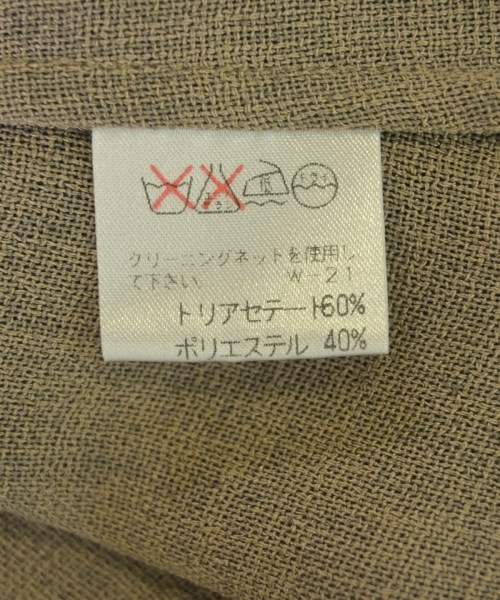 クリーニングネットを使用し
て下さい。 W-21
トリアセテート60%
ポリエステル 40%